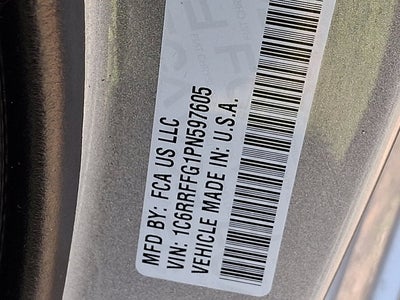 MFD BY: FCA US LLC
VIN: 1C6RRFFG1PN597605
VEHICLE MADE IN: U.S.A.